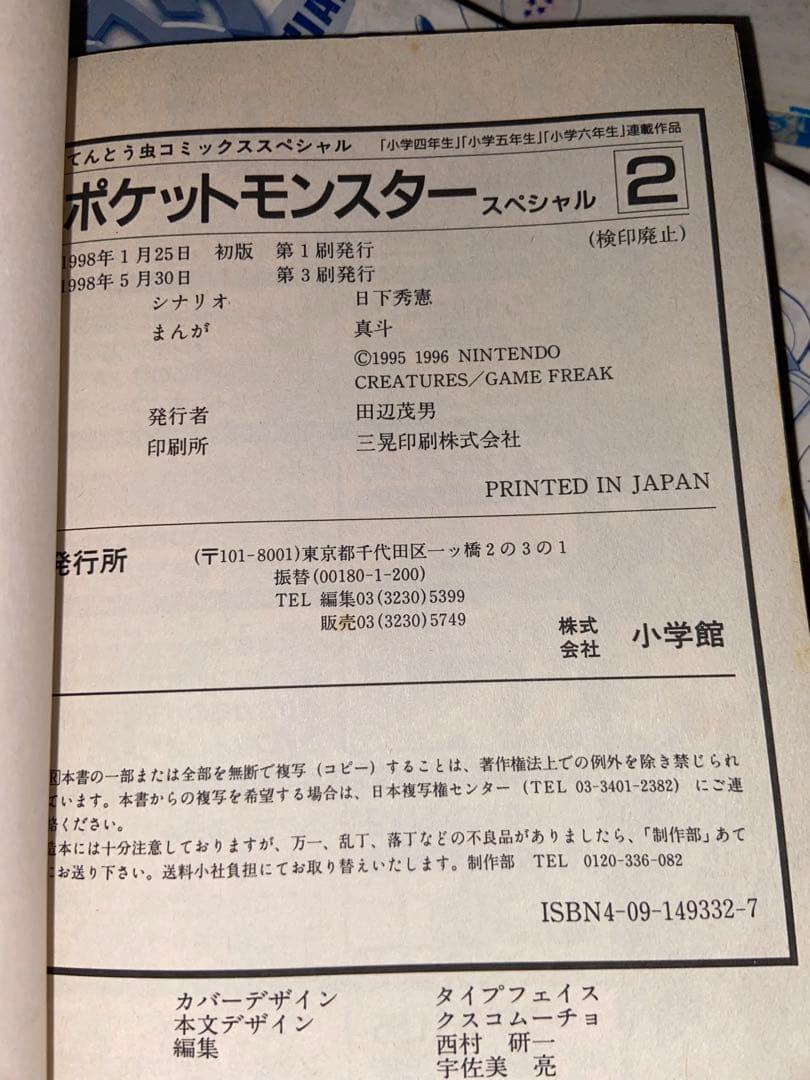 てんとう虫コミックススペシャル 「小学四年生」「小学五年生」「小学六年生」連載作品
ポケットモンスター スペシャル 2
1998年1月25日 初版 第1刷発行 (検印廃止)
1998年5月30日 第3刷発行
シナリオ 日下秀憲
まんが 真斗
©1995 1996 NINTENDO
CREATURES/GAME FREAK
発行者 田辺茂男
印刷所 三晃印刷株式会社
PRINTED IN JAPAN
発行所 (〒101-8001)東京都千代田区一ッ橋2の3の1
振替(00180-1-200)
TEL 編集03(3230)5399
販売03(3230)5749
株式会社 小学館
R本書の一部または全部を無断で複写(コピー)することは、著作権法上での例外を除き禁じられ
ています。本書からの複写を希望する場合は、日本複写権センター(TEL 03-3401-2382)にご連
絡ください。
造本には十分注意しておりますが、万一、乱丁、落丁などの不良品がありましたら、「制作部」あて
にお送り下さい。送料小社負担にてお取り替えいたします。制作部 TEL 0120-336-082
ISBN4-09-149332-7
カバーデザイン タイプフェイス
本文デザイン クスコムーチョ
編集 西村 研一
宇佐美 亮